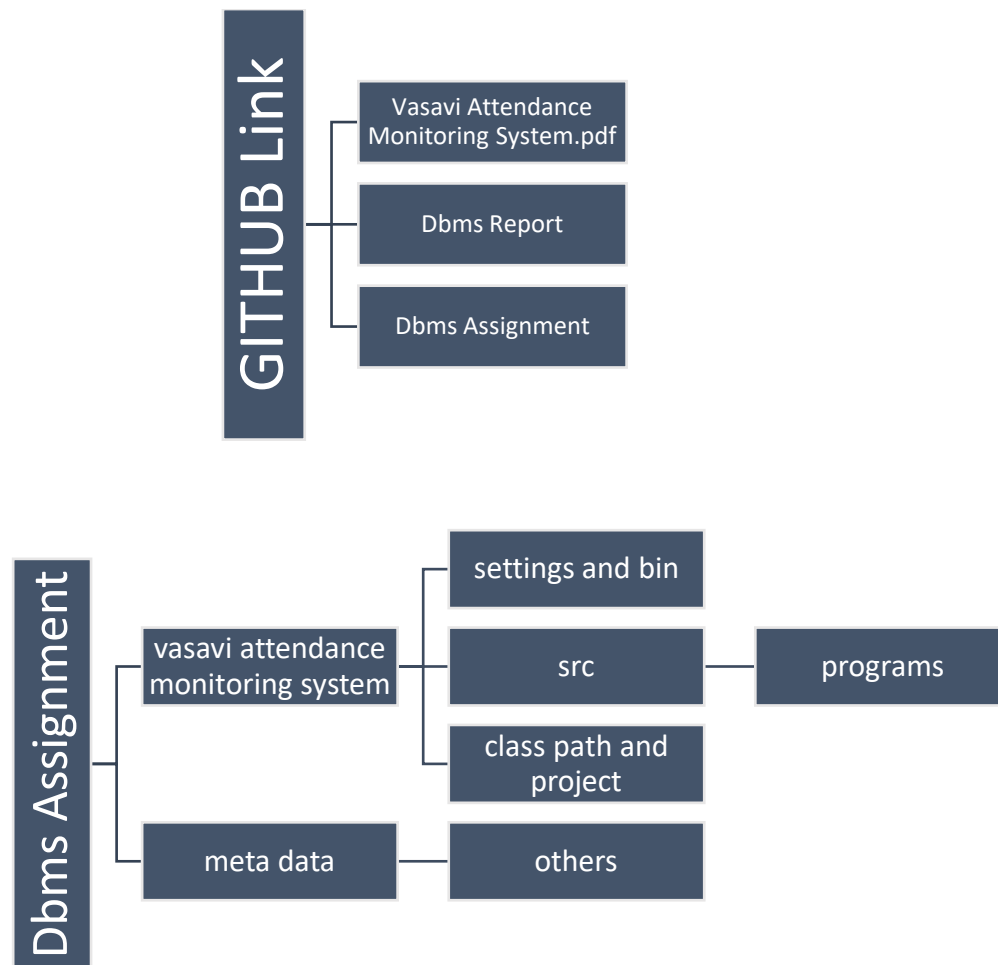 GITHUB Link
Vasavi Attendance
Monitoring System.pdf
Dbms Report
Dbms Assignment
Dbms Assignment
vasavi attendance
monitoring system
settings and bin
src
programs
class path and
project
meta data
others